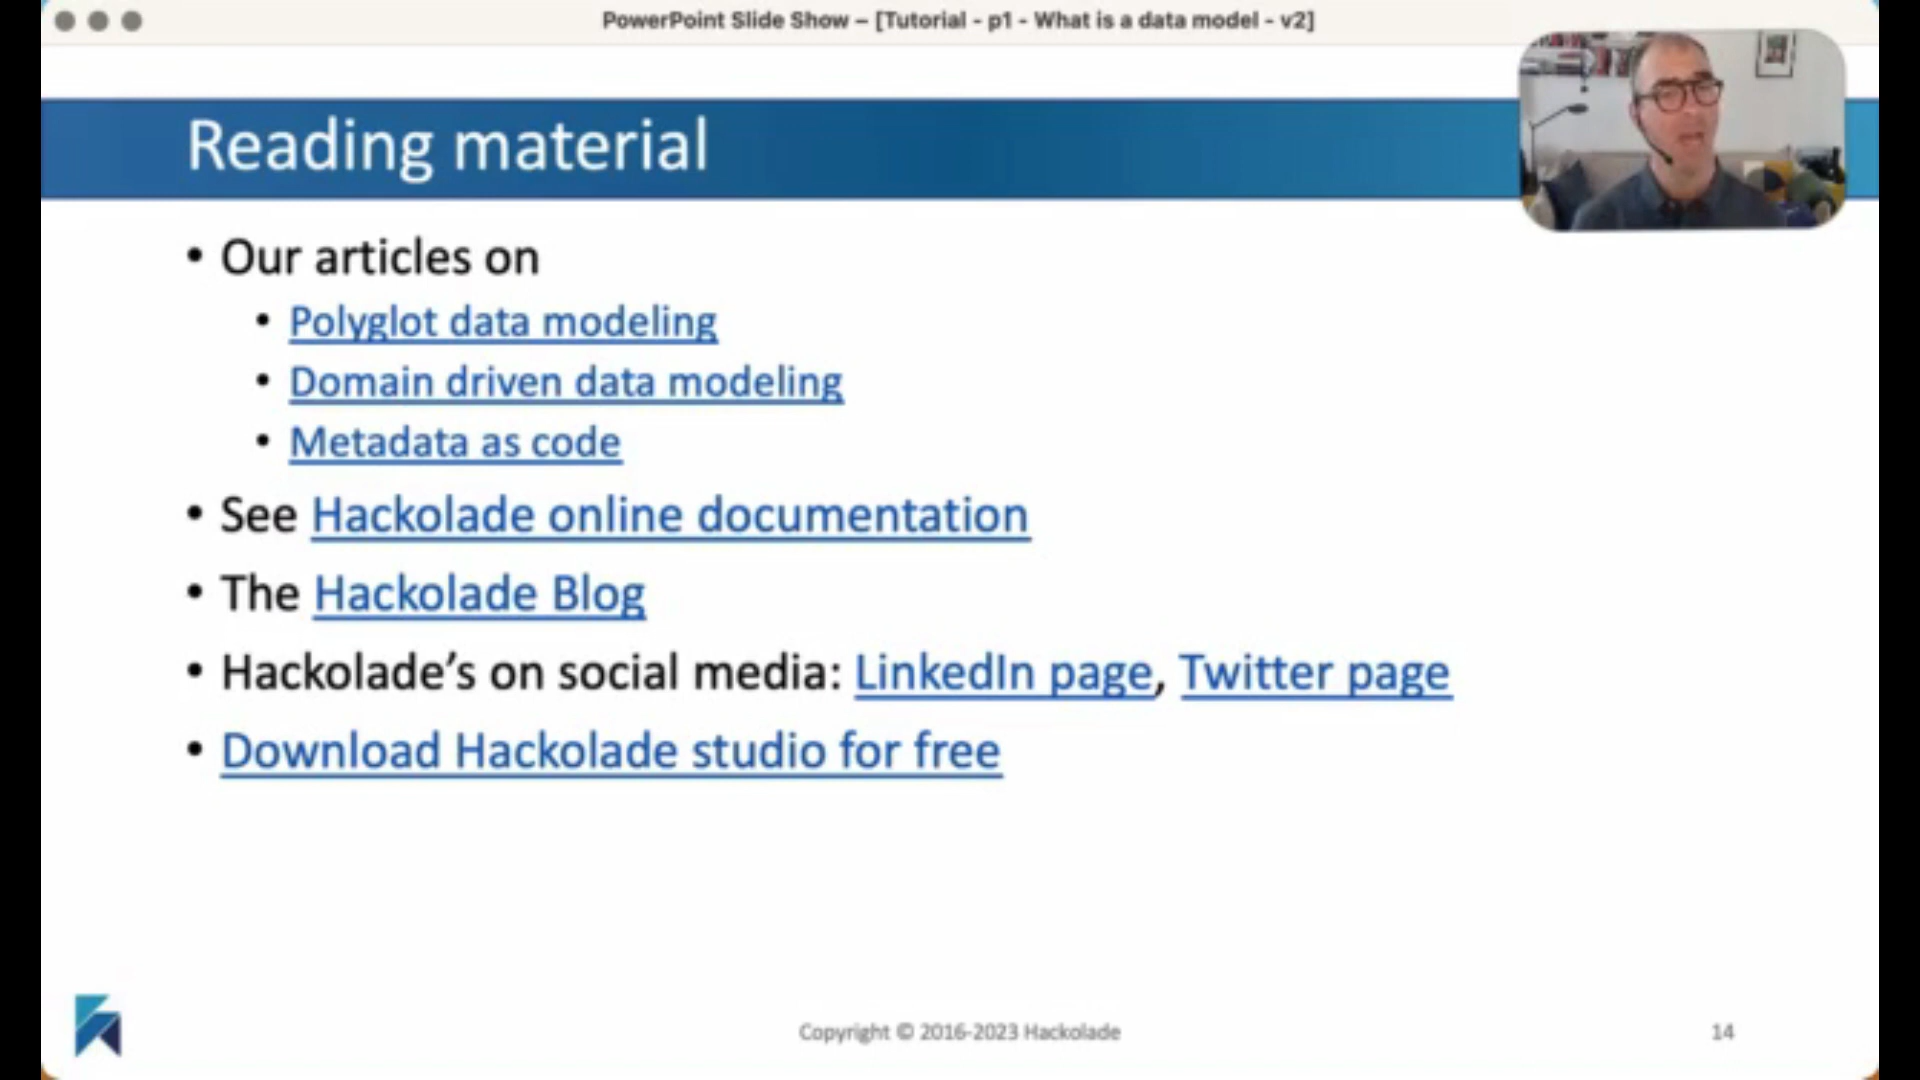 PowerPoint Slide Show – [Tutorial - p1 - What is a data model - v2]
Reading material
• Our articles on
• Polyglot data modeling
• Domain driven data modeling
• Metadata as code
• See Hackolade online documentation
• The Hackolade Blog
• Hackolade’s on social media: LinkedIn page, Twitter page
• Download Hackolade studio for free
Copyright © 2016-2023 Hackolade
14